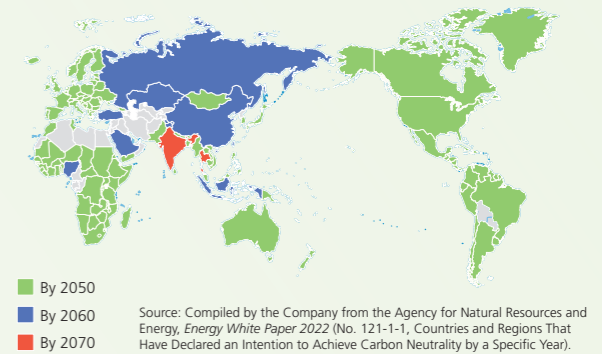 By 2050
By 2060
By 2070
Source: Compiled by the Company from the Agency for Natural Resources and
Energy, Energy White Paper 2022 (No. 121-1-1, Countries and Regions That
Have Declared an Intention to Achieve Carbon Neutrality by a Specific Year).